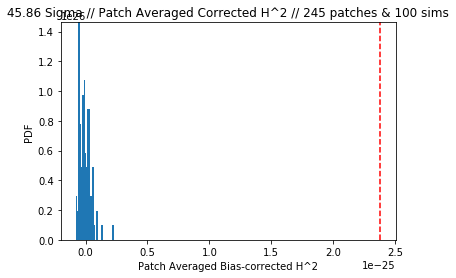 45.86 Sigma // Patch Averaged Corrected H^2 // 245 patches & 100 sims
1e26
1.4
1.2
1.0
0.8
0.6
0.4
0.2
0.0
PDF
0.0 0.5 1.0 1.5 2.0 2.5
1e−25
Patch Averaged Bias-corrected H^2